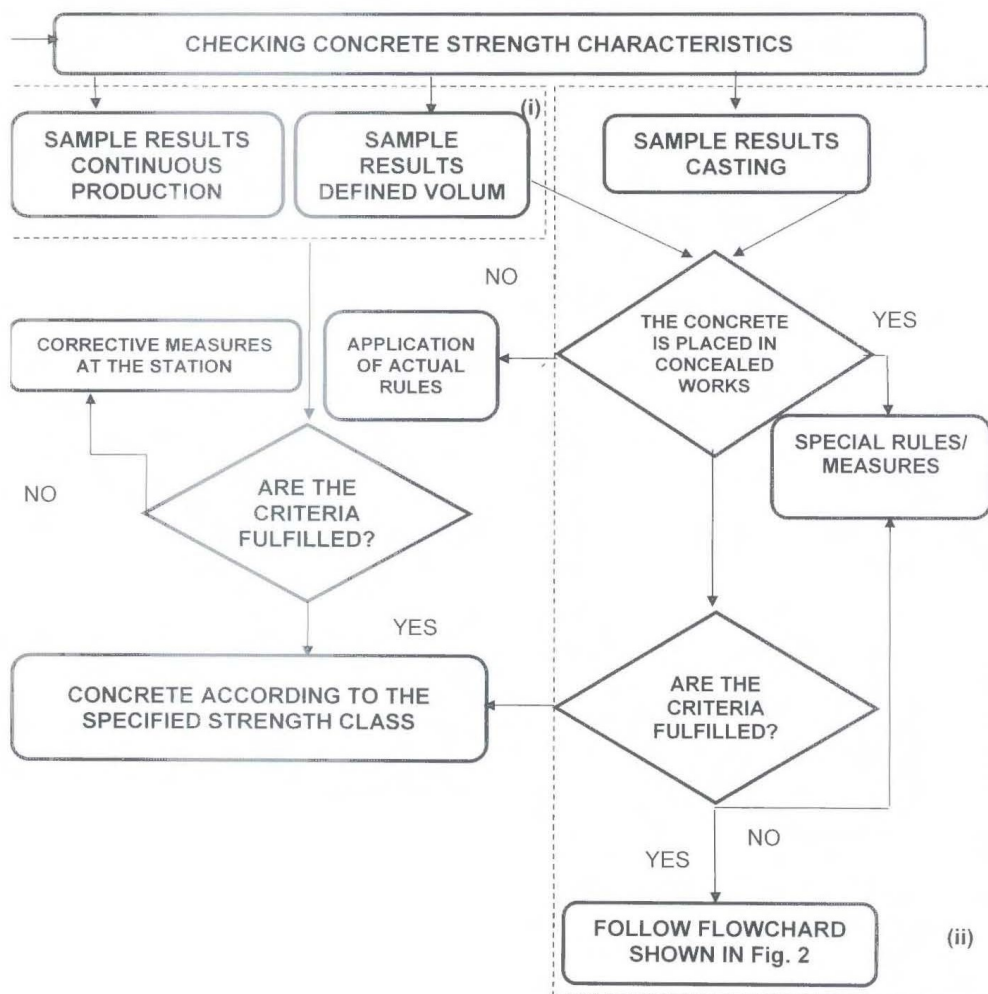 CHECKING CONCRETE STRENGTH CHARACTERISTICS
(i)
SAMPLE RESULTS
CONTINUOUS
PRODUCTION
SAMPLE
RESULTS
DEFINED VOLUM
SAMPLE RESULTS
CASTING
NO
YES
CORRECTIVE MEASURES
AT THE STATION
APPLICATION
OF ACTUAL
RULES
THE CONCRETE
IS PLACED IN
CONCEALED
WORKS
SPECIAL RULES/
MEASURES
NO
ARE THE
CRITERIA
FULFILLED?
YES
CONCRETE ACCORDING TO THE
SPECIFIED STRENGTH CLASS
ARE THE
CRITERIA
FULFILLED?
NO
YES
FOLLOW FLOWCHARD
SHOWN IN Fig. 2
(ii)